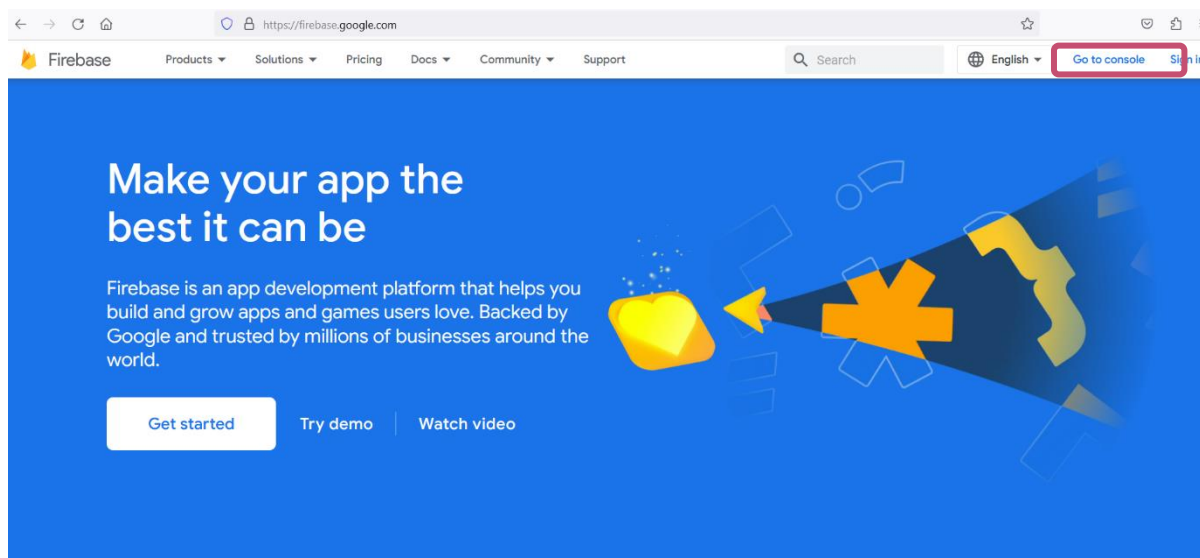 https://firebase.google.com
Firebase Products Solutions Pricing Docs Community Support Search English Go to console Sign in
Make your app the
best it can be
Firebase is an app development platform that helps you
build and grow apps and games users love. Backed by
Google and trusted by millions of businesses around the
world.
Get started Try demo Watch video